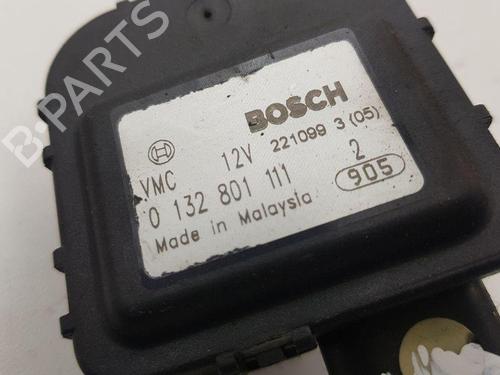 B-PARTS
BOSCH
VMC 12V 221099 3 (05)
0 132 801 111 2
Made in Malaysia 905